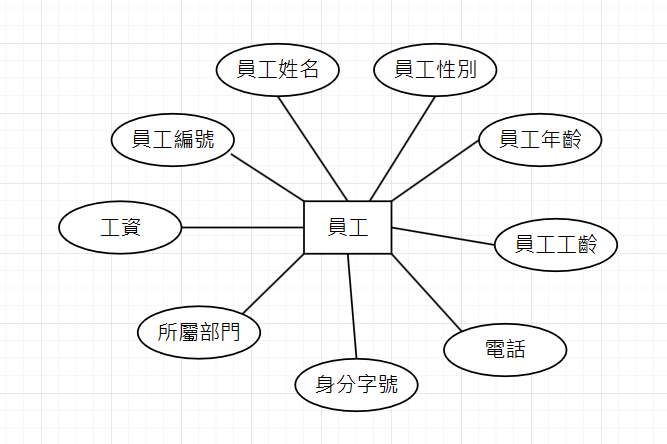 員工姓名
員工性別
員工編號
員工年齡
工資
員工
員工工齡
所屬部門
電話
身分字號